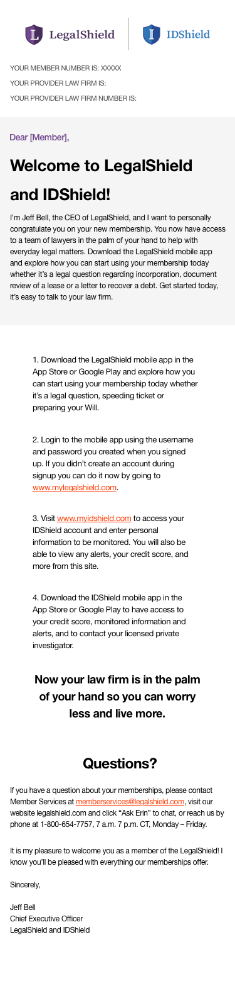 LegalShield
IDShield
YOUR MEMBER NUMBER IS: XXXXX
YOUR PROVIDER LAW FIRM IS:
YOUR PROVIDER LAW FIRM NUMBER IS:
Dear [Member],
Welcome to LegalShield
and IDShield!
I'm Jeff Bell, the CEO of LegalShield, and I want to personally
congratulate you on your new membership. You now have access
to a team of lawyers in the palm of your hand to help with
everyday legal matters. Download the LegalShield mobile app
and explore how you can start using your membership today
whether it's a legal question regarding incorporation, document
review of a lease or a letter to recover a debt. Get started today,
it's easy to talk to your law firm.
1. Download the LegalShield mobile app in the
App Store or Google Play and explore how you
can start using your membership today whether
it's a legal question, speeding ticket or
preparing your Will.
2. Login to the mobile app using the username
and password you created when you signed
up. If you didn't create an account during
signup you can do it now by going to
www.mylegalshield.com.
3. Visit www.myidshield.com to access your
IDShield account and enter personal
information to be monitored. You will also be
able to view any alerts, your credit score, and
more from this site.
4. Download the IDShield mobile app in the
App Store or Google Play to have access to
your credit score, monitored information and
alerts, and to contact your licensed private
investigator.
Now your law firm is in the palm
of your hand so you can worry
less and live more.
Questions?
If you have a question about your memberships, please contact
Member Services at memberservices@legalshield.com, visit our
website legalshield.com and click “Ask Erin” to chat, or reach us by
phone at 1-800-654-7757, 7 a.m. 7 p.m. CT, Monday – Friday.
It is my pleasure to welcome you as a member of the LegalShield! I
know you'll be pleased with everything our memberships offer.
Sincerely,
Jeff Bell
Chief Executive Officer
LegalShield and IDShield